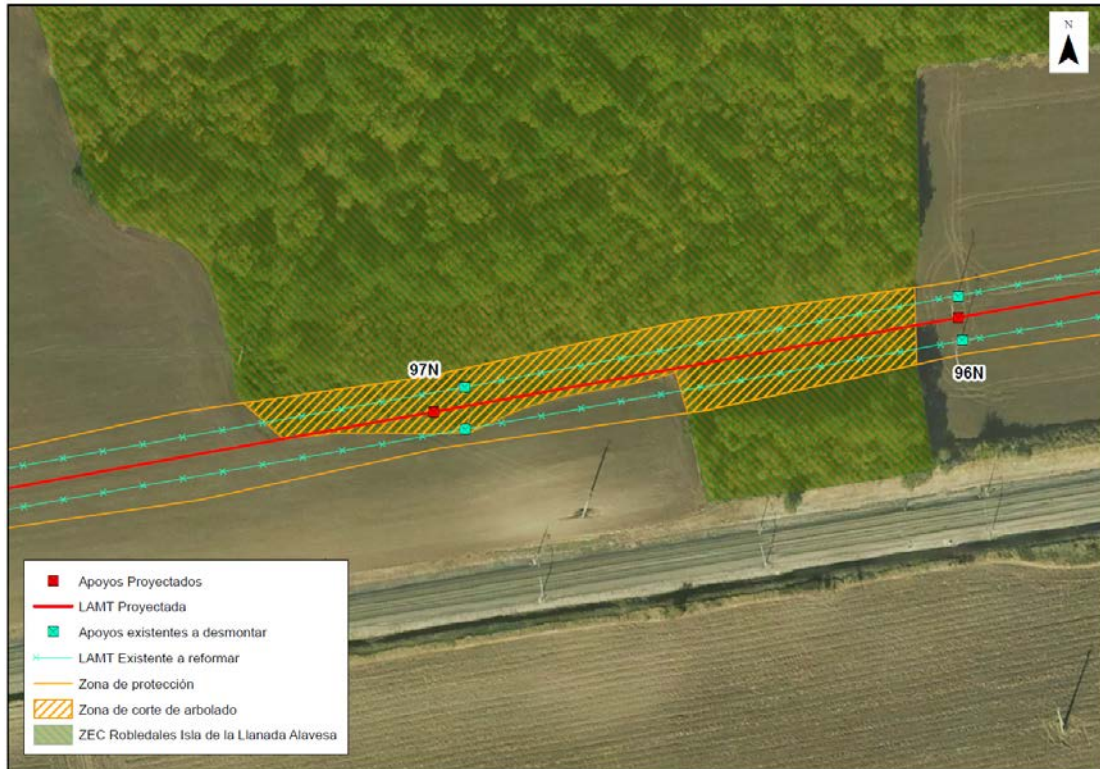 N
97N
96N
Apoyos Proyectados
LAMT Proyectada
Apoyos existentes a desmontar
LAMT Existente a reformar
Zona de protección
Zona de corte de arbolado
ZEC Robledales Isla de la Llanada Alavesa